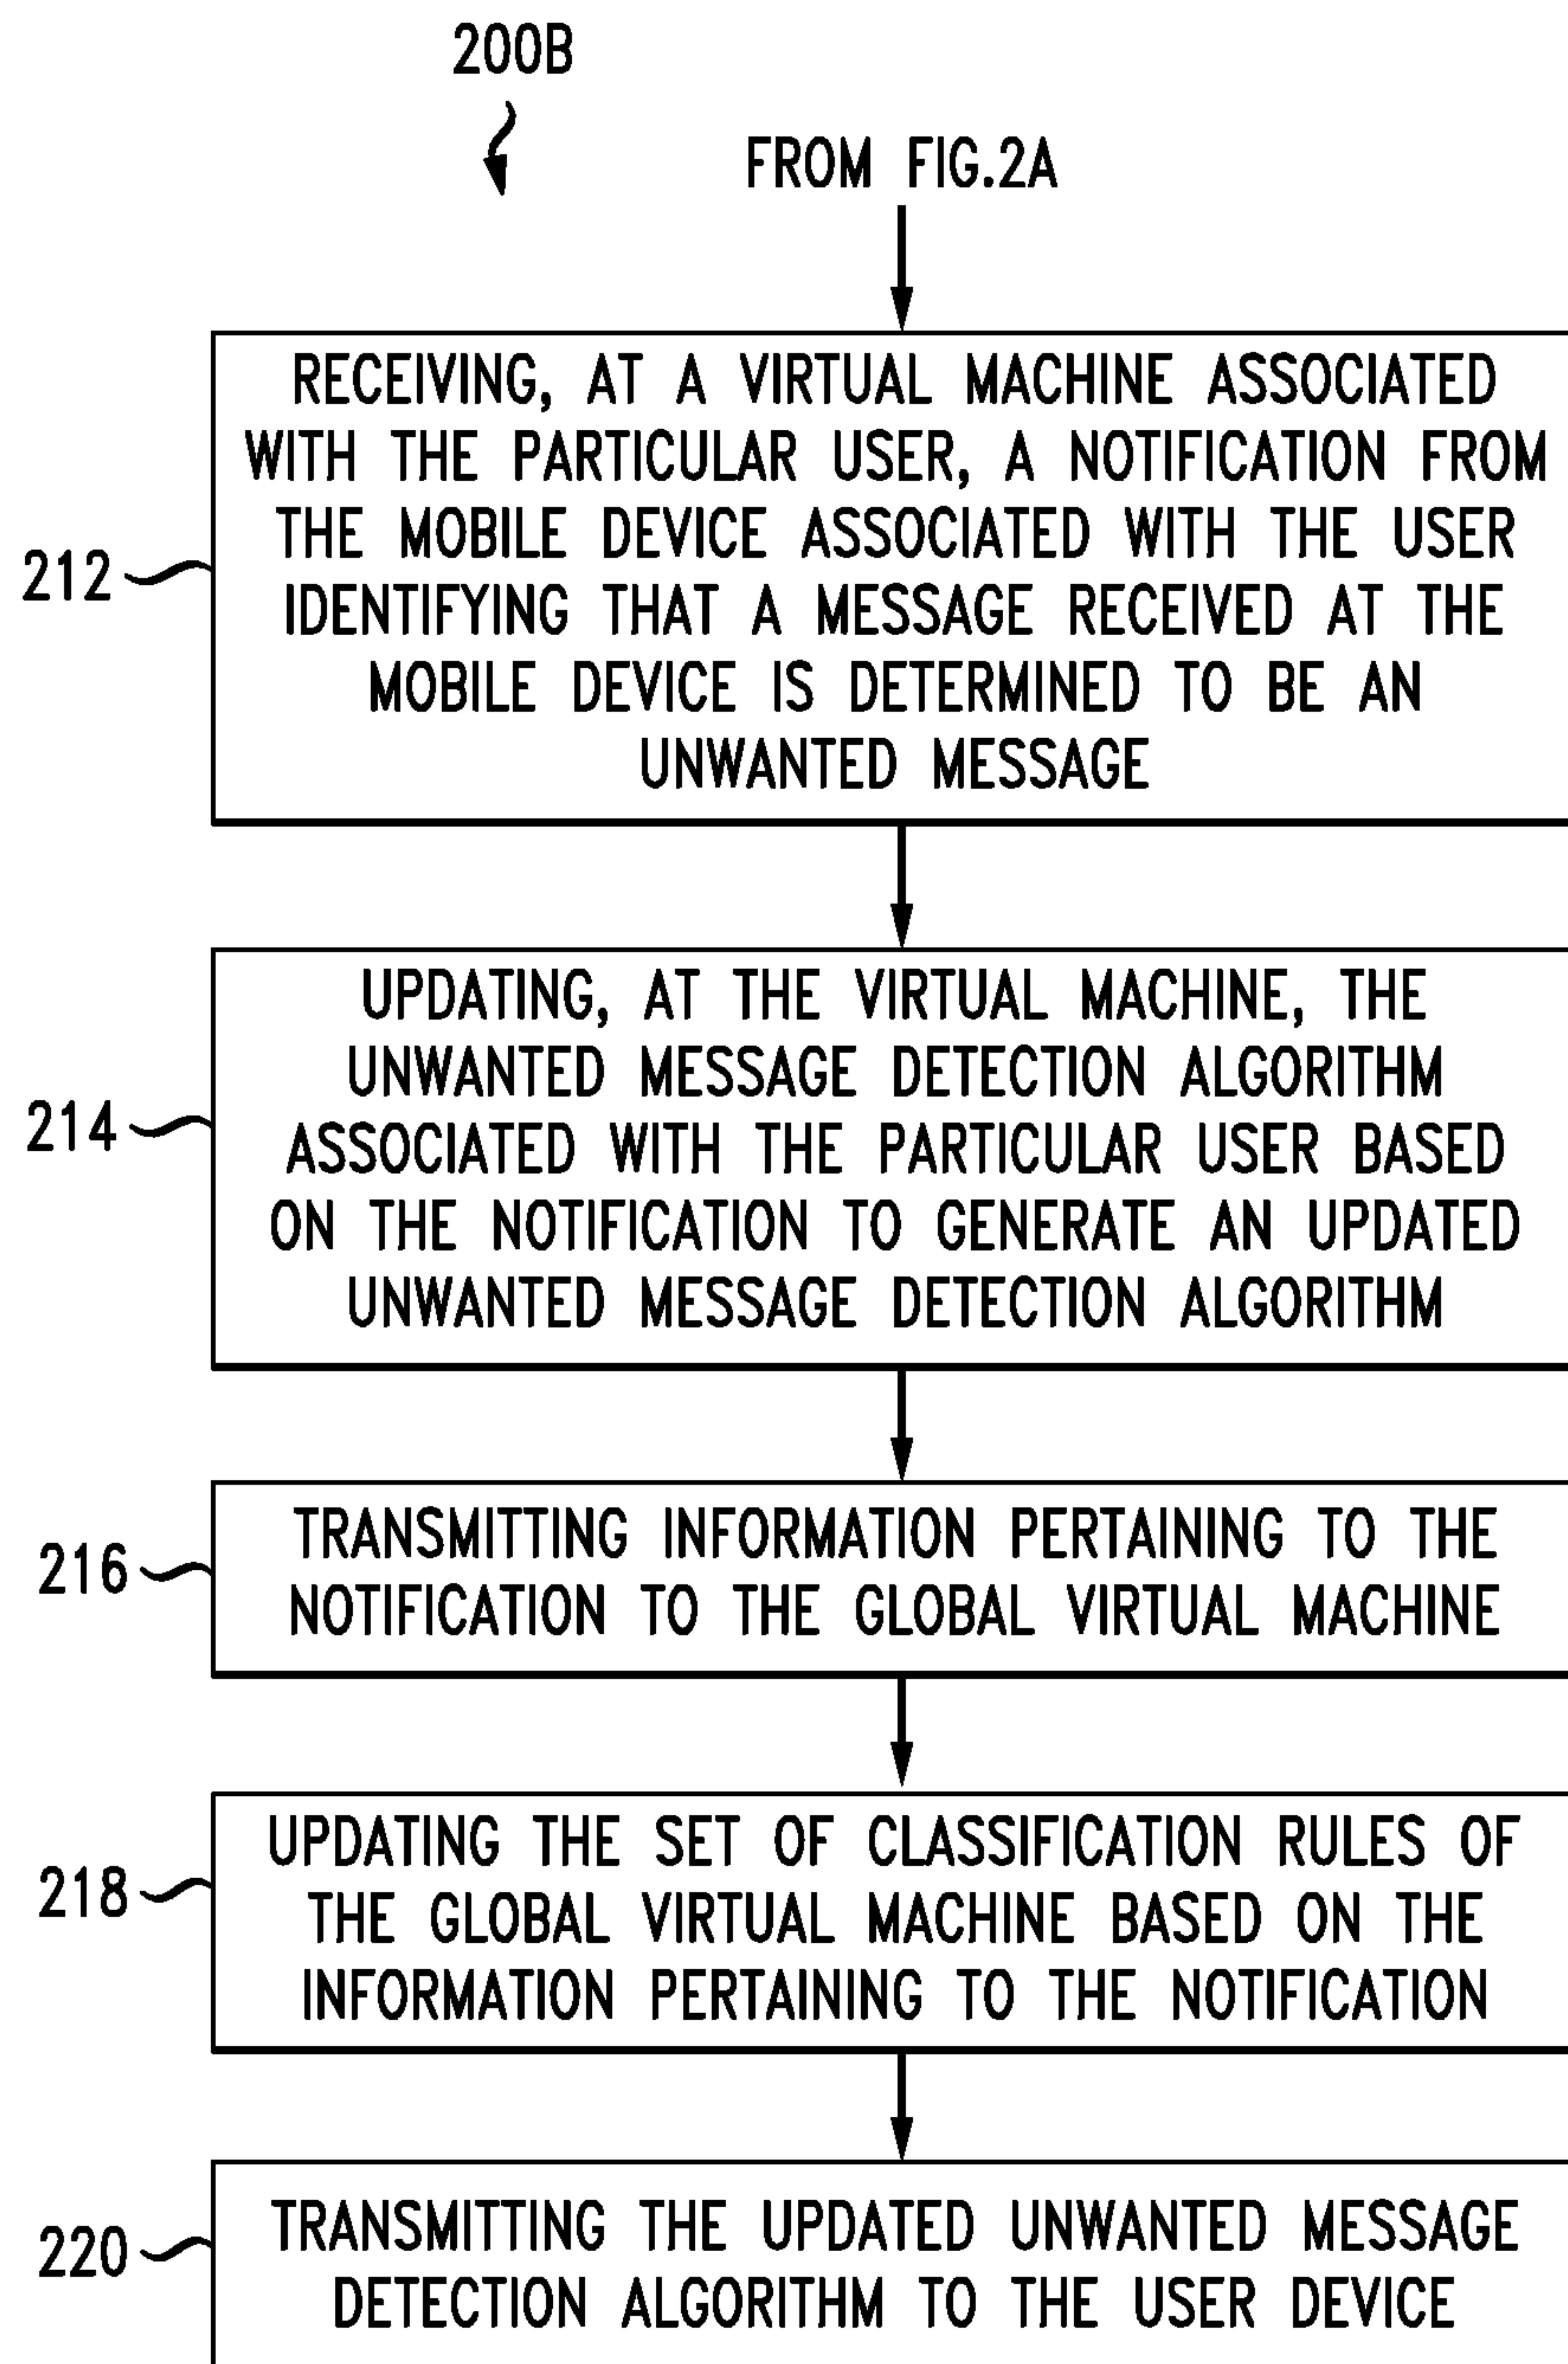 200B
FROM FIG.2A
RECEIVING, AT A VIRTUAL MACHINE ASSOCIATED
WITH THE PARTICULAR USER, A NOTIFICATION FROM
THE MOBILE DEVICE ASSOCIATED WITH THE USER
IDENTIFYING THAT A MESSAGE RECEIVED AT THE
MOBILE DEVICE IS DETERMINED TO BE AN
UNWANTED MESSAGE
212
UPDATING, AT THE VIRTUAL MACHINE, THE
UNWANTED MESSAGE DETECTION ALGORITHM
ASSOCIATED WITH THE PARTICULAR USER BASED
ON THE NOTIFICATION TO GENERATE AN UPDATED
UNWANTED MESSAGE DETECTION ALGORITHM
214
TRANSMITTING INFORMATION PERTAINING TO THE
NOTIFICATION TO THE GLOBAL VIRTUAL MACHINE
216
UPDATING THE SET OF CLASSIFICATION RULES OF
THE GLOBAL VIRTUAL MACHINE BASED ON THE
INFORMATION PERTAINING TO THE NOTIFICATION
218
TRANSMITTING THE UPDATED UNWANTED MESSAGE
DETECTION ALGORITHM TO THE USER DEVICE
220